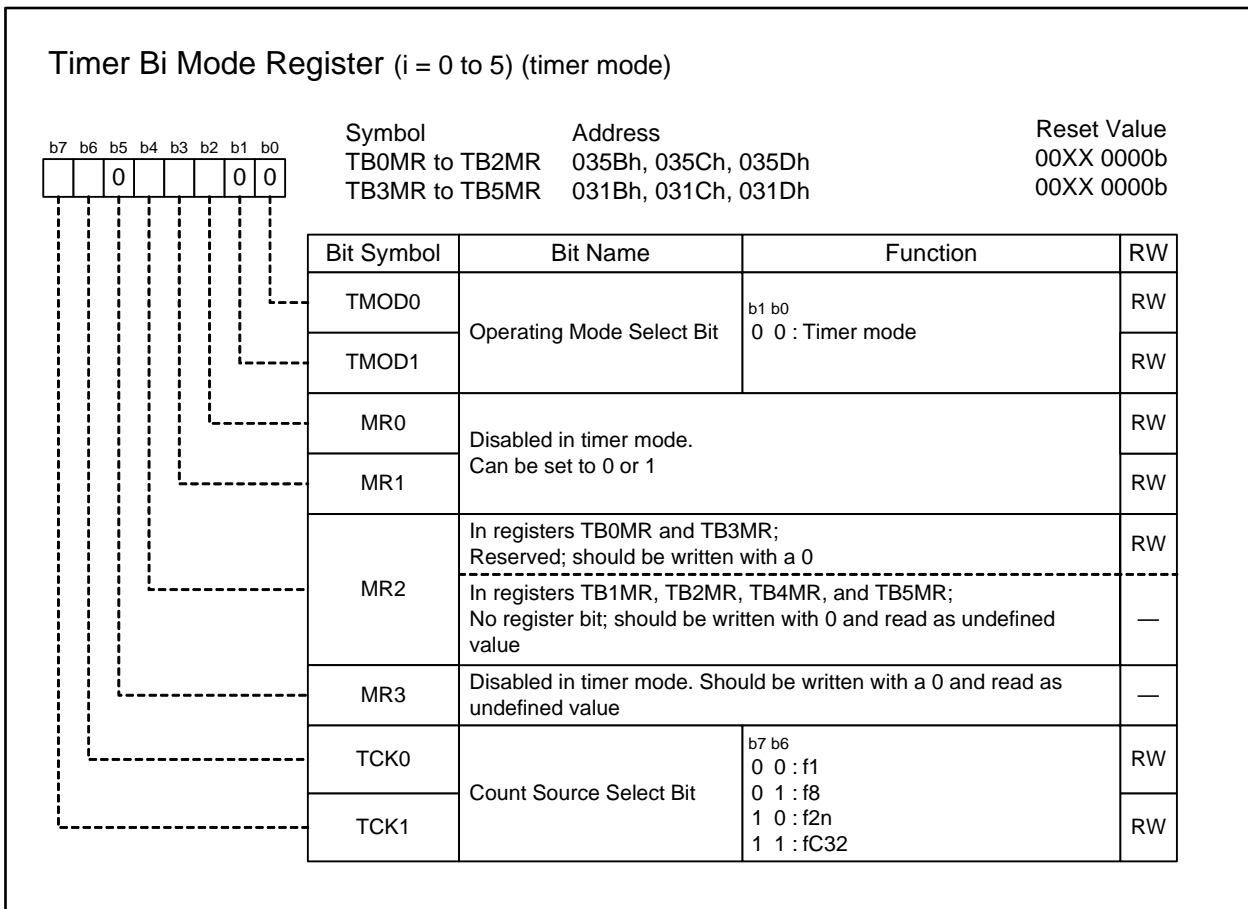 Timer Bi Mode Register (i = 0 to 5) (timer mode)
Symbol Address Reset Value
TB0MR to TB2MR 035Bh, 035Ch, 035Dh 00XX 0000b
TB3MR to TB5MR 031Bh, 031Ch, 031Dh 00XX 0000b
b7 b6 b5 b4 b3 b2 b1 b0
0 0 0
Bit Symbol Bit Name Function RW
TMOD0 RW
Operating Mode Select Bit
b1 b0
0 0 : Timer mode
TMOD1 RW
MR0 RW
Disabled in timer mode.
Can be set to 0 or 1
MR1 RW
MR2
In registers TB0MR and TB3MR;
Reserved; should be written with a 0
RW
In registers TB1MR, TB2MR, TB4MR, and TB5MR;
No register bit; should be written with 0 and read as undefined
value
—
MR3
Disabled in timer mode. Should be written with a 0 and read as
undefined value
—
TCK0 RW
Count Source Select Bit
b7 b6
0 0 : f1
0 1 : f8
1 0 : f2n
1 1 : fC32
TCK1 RW